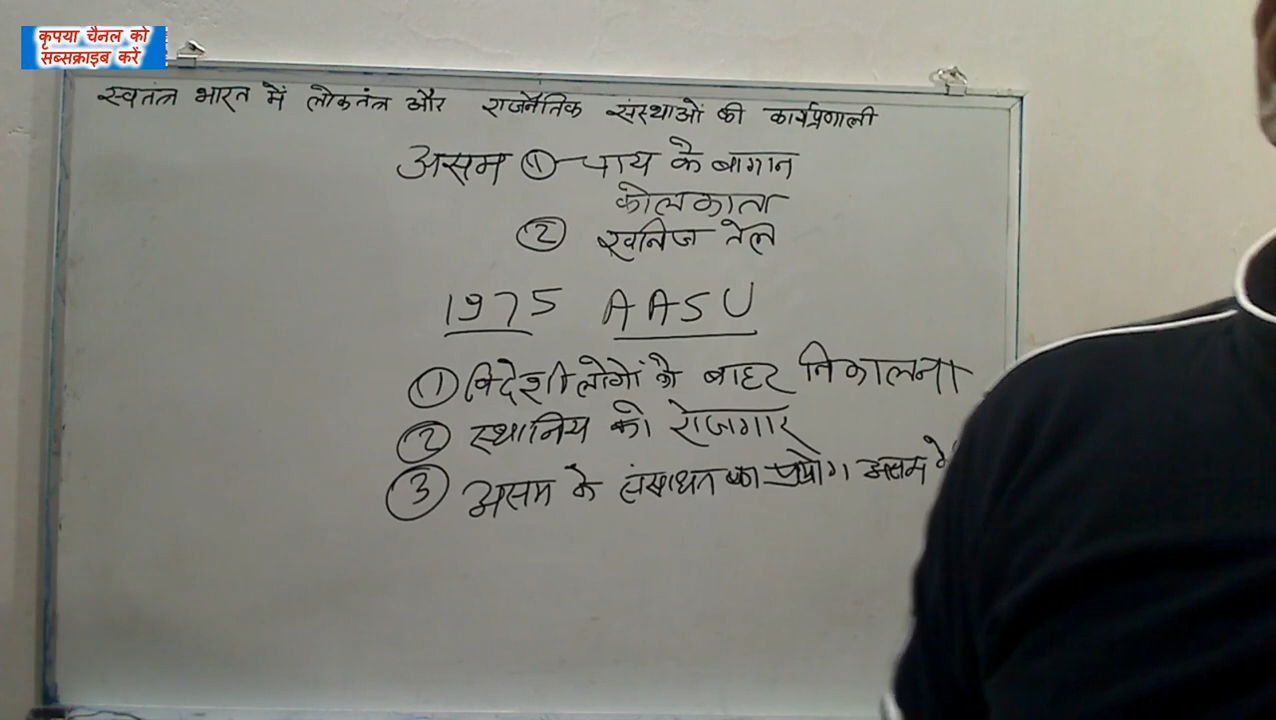 कृपया चैनल को
सब्सक्राइब करें
स्वतंत्र भारत में लोकतंत्र और राजनैतिक संस्थाओं की कार्यप्रणाली
असम ① चाय के बागान
कोलकाता
② खनिज तेल
1975 AASU
① विदेशी लोगों को बाहर निकालना
② स्थानिय को रोजगार
③ असम के संसाधन का प्रयोग असम